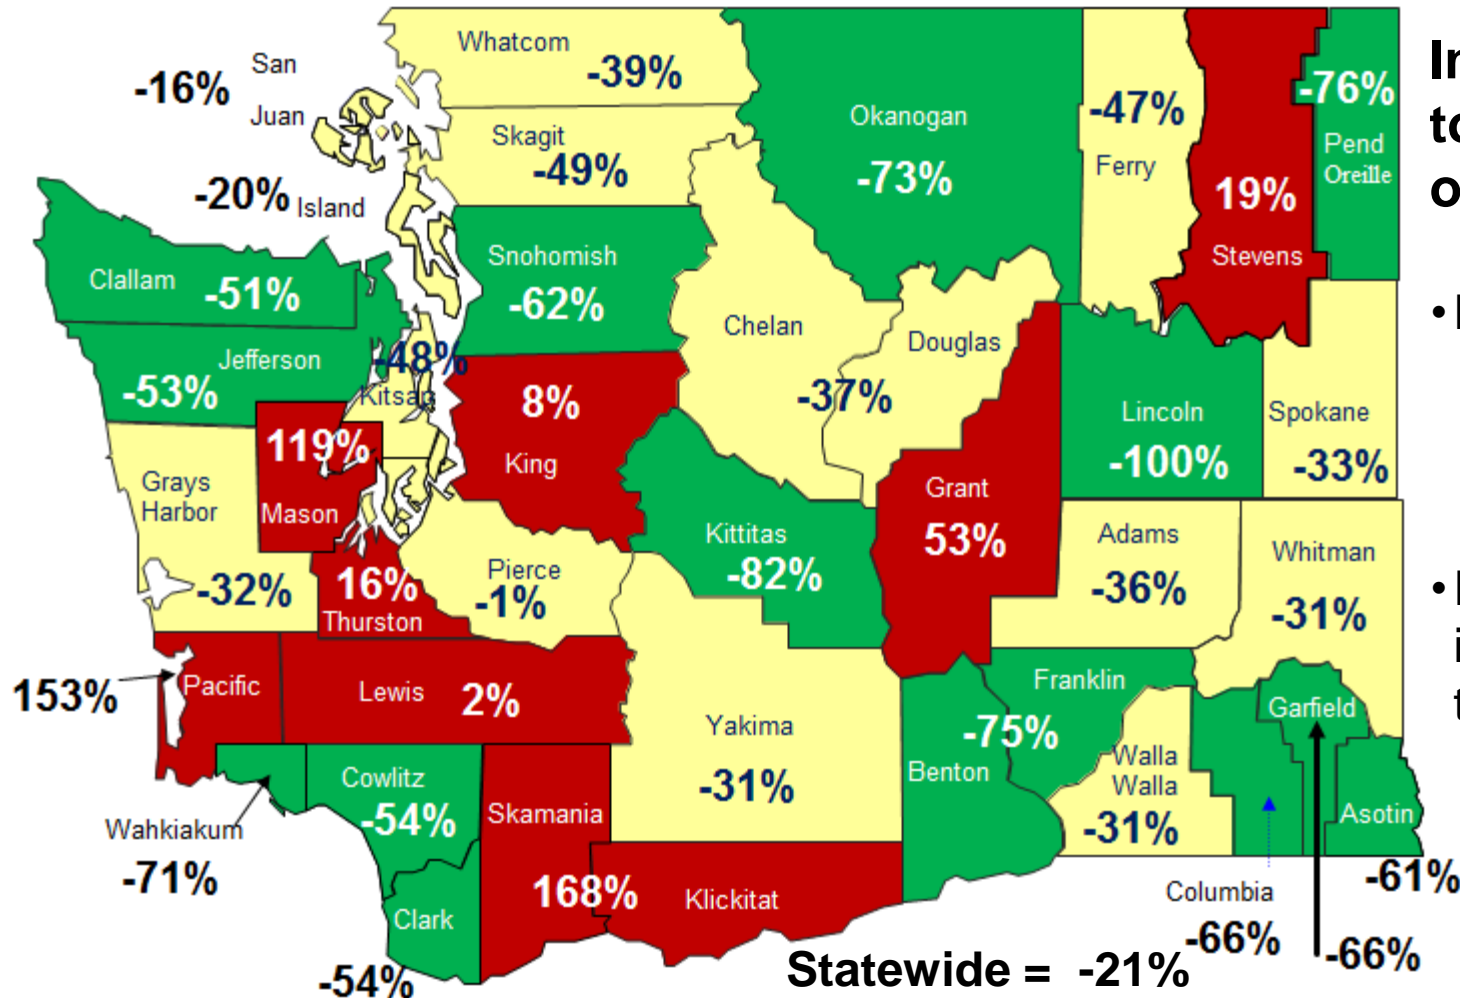 Whatcom
-39%
San
Juan
-16%
Skagit
-49%
-20% Island
Okanogan
-73%
-47%
Ferry
19%
Stevens
-76%
Pend
Oreille
In
to
o
Clallam -51%
Snohomish
-62%
Jefferson
-53%
-48%
Kitsap
Chelan
Douglas
-37%
8%
King
119%
Mason
Grays
Harbor
-32%
Lincoln
-100%
Spokane
-33%
Grant
53%
Kittitas
-82%
Adams
-36%
Whitman
-31%
Pierce
-1%
16%
Thurston
153%
Pacific
Lewis 2%
Yakima
-31%
Franklin
-75%
Benton
Walla
Walla
-31%
Garfield
Asotin
-61%
Cowlitz
-54%
Skamania
Wahkiakum
-71%
168%
Klickitat
Clark
-54%
Columbia
-66%
-66%
Statewide = -21%
•
•
i
t